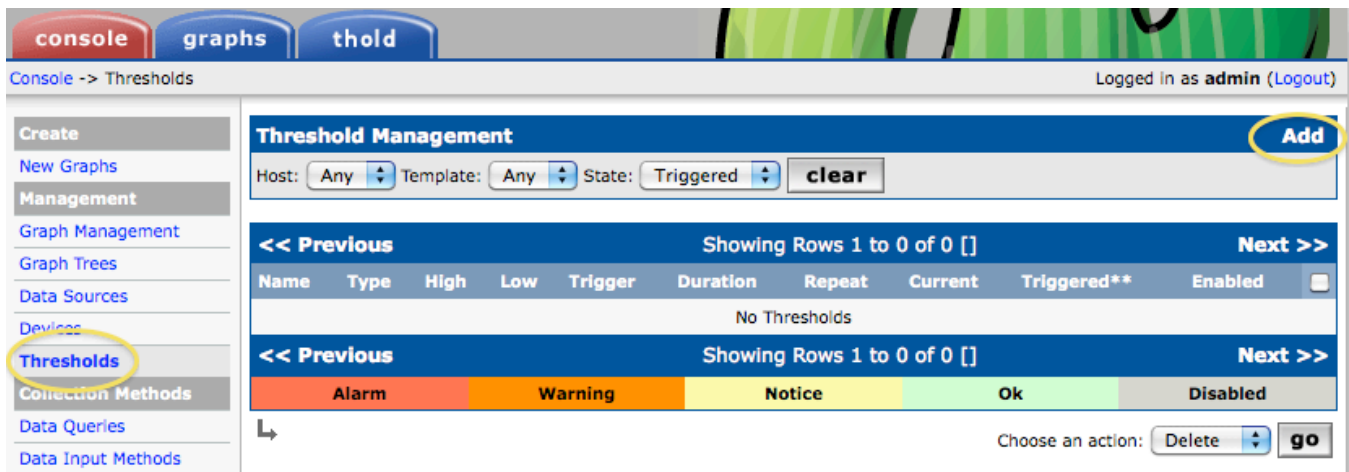 console graphs thold
Console -> Thresholds
Logged in as admin (Logout)
Create
New Graphs
Management
Graph Management
Graph Trees
Data Sources
Devices
Thresholds
Collection Methods
Data Queries
Data Input Methods
Threshold Management Add
Host: Any Template: Any State: Triggered clear
<< Previous Showing Rows 1 to 0 of 0 [] Next >>
Name Type High Low Trigger Duration Repeat Current Triggered** Enabled
No Thresholds
<< Previous Showing Rows 1 to 0 of 0 [] Next >>
Alarm Warning Notice Ok Disabled
Choose an action: Delete go